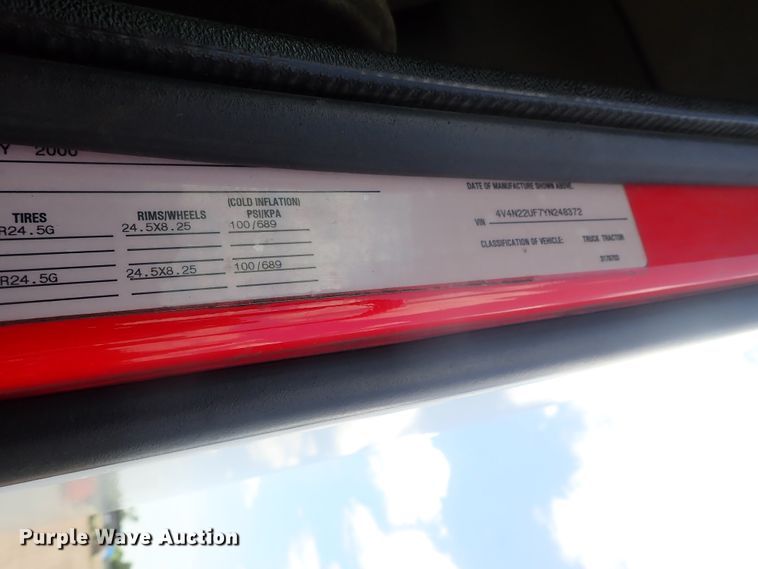 Y 2000
TIRES RIMS/WHEELS (COLD INFLATION) PSI/KPA
R24.5G 24.5X8.25 100/689
R24.5G 24.5X8.25 100/689
DATE OF MANUFACTURE SHOWN ABOVE.
VIN 4V4N22UF7YN248372
CLASSIFICATION OF VEHICLE: TRUCK TRACTOR
Purple Wave Auction